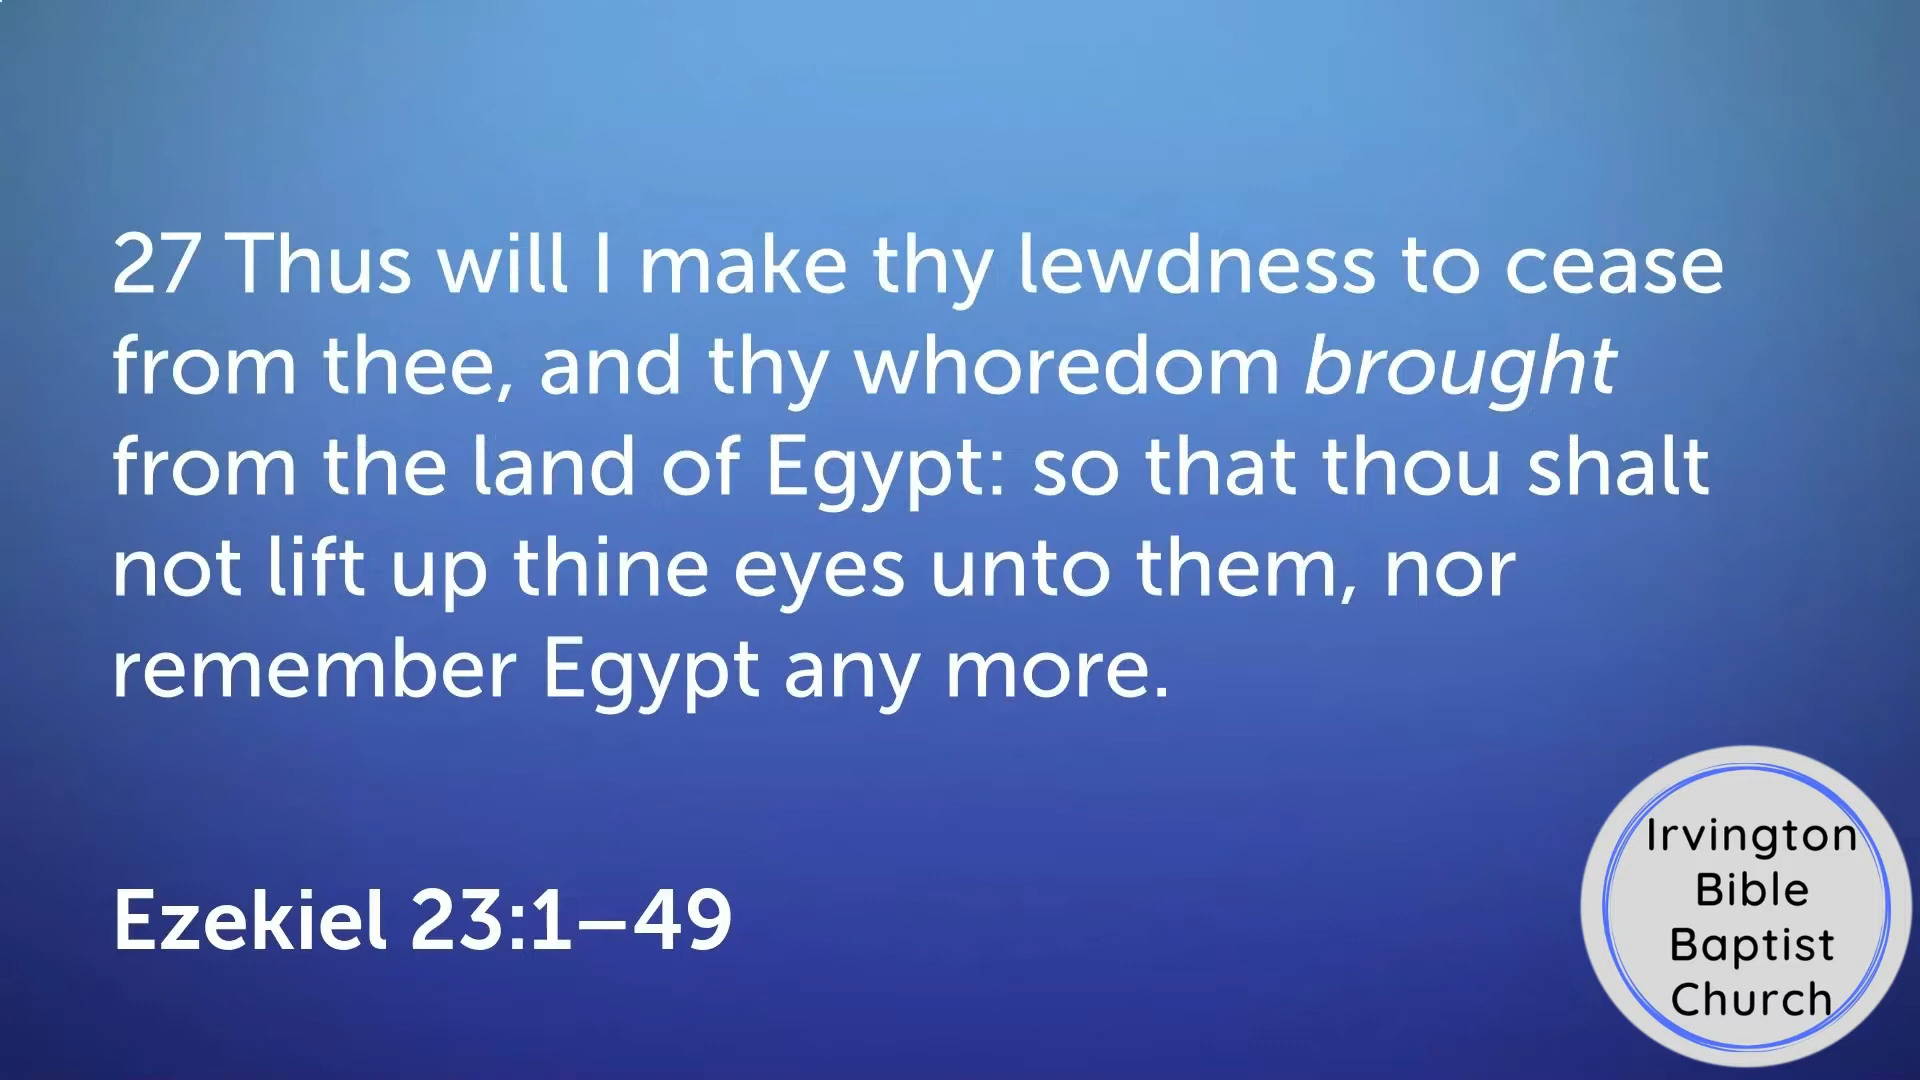 27 Thus will I make thy lewdness to cease
from thee, and thy whoredom brought
from the land of Egypt: so that thou shalt
not lift up thine eyes unto them, nor
remember Egypt any more.
Ezekiel 23:1–49
Irvington
Bible
Baptist
Church